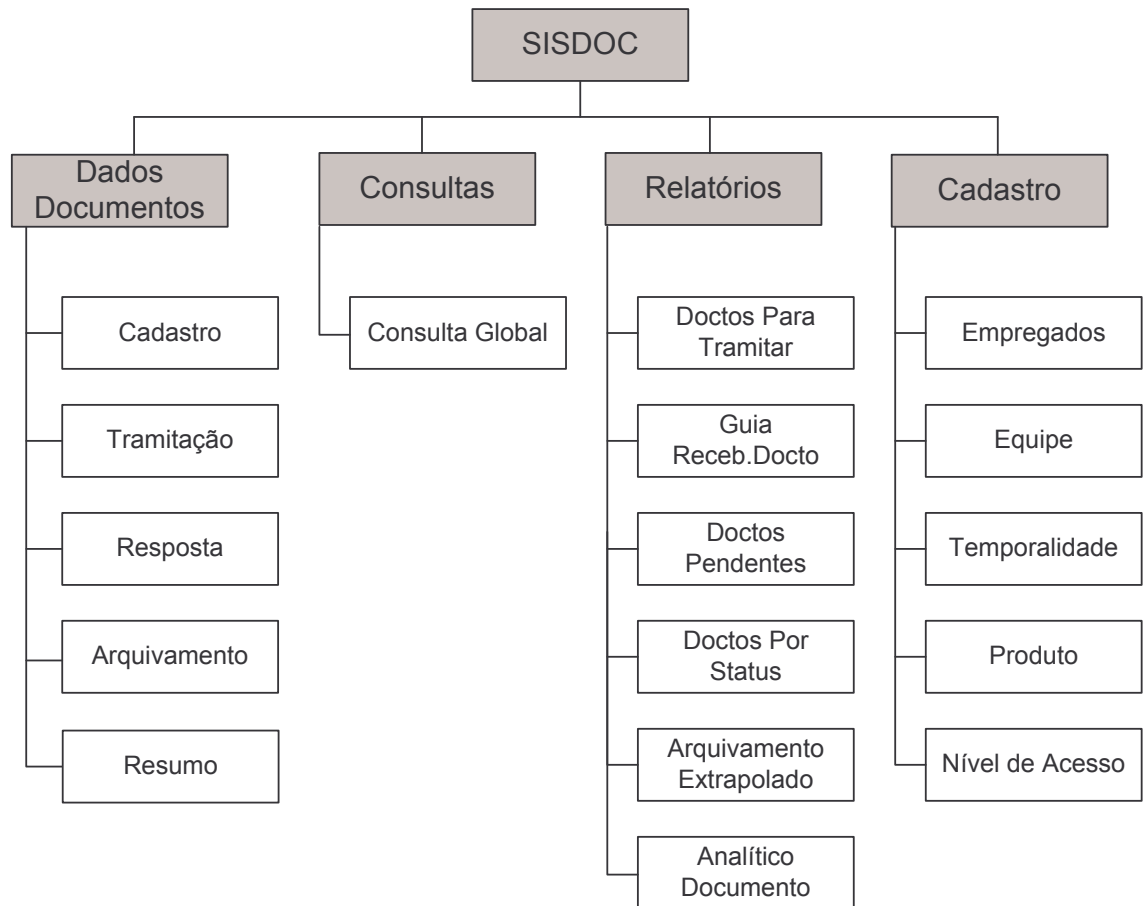 SISDOC
Dados
Documentos
Consultas
Relatórios
Cadastro
Cadastro
Tramitação
Resposta
Arquivamento
Resumo
Consulta Global
Doctos Para
Tramitar
Guia
Receb.Docto
Doctos
Pendentes
Doctos Por
Status
Arquivamento
Extrapolado
Analítico
Documento
Empregados
Equipe
Temporalidade
Produto
Nível de Acesso